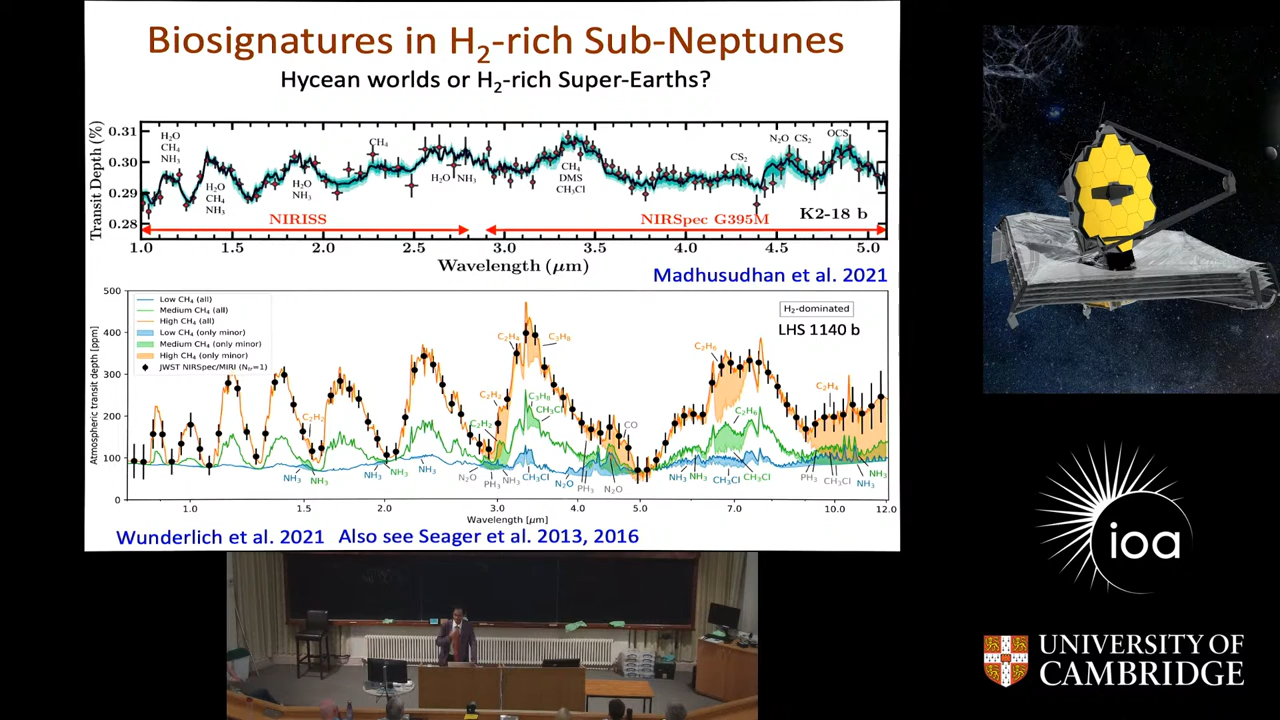 Biosignatures in H2-rich Sub-Neptunes
Hycean worlds or H2-rich Super-Earths?
Transit Depth (%)
0.31
0.30
0.29
0.28
H2O
CH4
NH3
H2O
CH4
NH3
H2O
NH3
CH4
H2O
NH3
CH4
DMS
CH3Cl
CS2
N2O
CS2
OCS
NIRISS
NIRSpec G395M
K2-18 b
1.0 1.5 2.0 2.5 3.0 3.5 4.0 4.5 5.0
Wavelength (μm)
Madhusudhan et al. 2021
Atmospheric transit depth [ppm]
500
400
300
200
100
0
Low CH4 (all)
Medium CH4 (all)
High CH4 (all)
Low CH4 (only minor)
Medium CH4 (only minor)
High CH4 (only minor)
JWST NIRSpec/MIRI (Ntr=1)
H2-dominated
LHS 1140 b
C2H4
C3H8
C2H6
C2H4
C2H2
C2H2
C3H8
CH3Cl
C2H2
CO
C2H6
NH3
NH3
NH3
NH3
NH3
N2O
PH3
NH3
CH3Cl
N2O
PH3
N2O
NH3
NH3
CH3Cl
CH3Cl
PH3
CH3Cl
NH3
NH3
1.0 1.5 2.0 3.0 4.0 5.0 7.0 10.0 12.0
Wavelength [μm]
Wunderlich et al. 2021 Also see Seager et al. 2013, 2016
ioa
UNIVERSITY OF
CAMBRIDGE